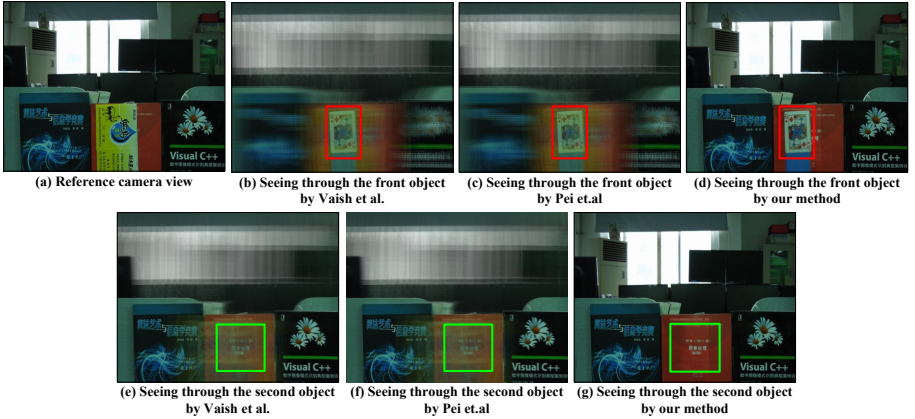 Visual C++
(a) Reference camera view
(b) Seeing through the front object
by Vaish et al.
(c) Seeing through the front object
by Pei et.al
Visual C++
(d) Seeing through the front object
by our method
Visual C++
(e) Seeing through the second object
by Vaish et al.
Visual C++
(f) Seeing through the second object
by Pei et.al
Visual C++
(g) Seeing through the second object
by our method